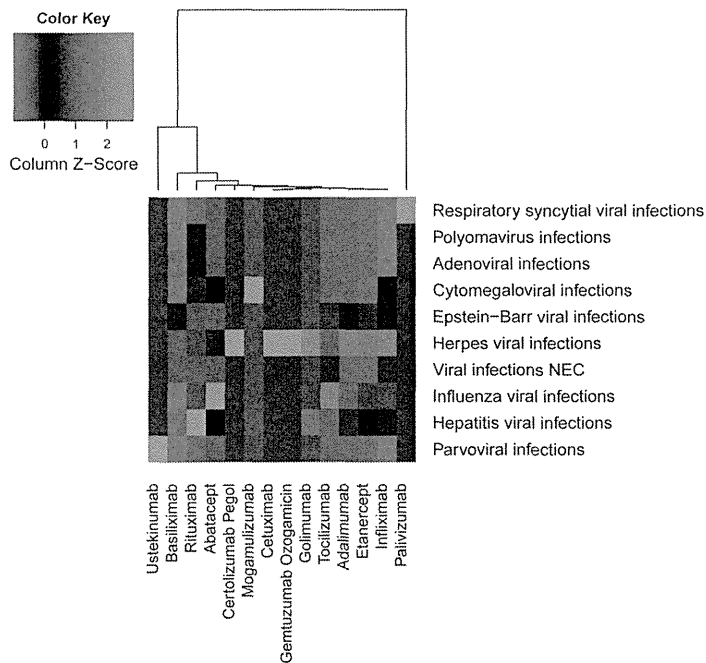 Color Key
0 1 2
Column Z-Score
Respiratory syncytial viral infections
Polyomavirus infections
Adenoviral infections
Cytomegaloviral infections
Epstein-Barr viral infections
Herpes viral infections
Viral infections NEC
Influenza viral infections
Hepatitis viral infections
Parvoviral infections
Ustekinumab
Basiliximab
Rituximab
Abatacept
Certolizumab Pegol
Mogamulizumab
Cetuximab
Gemtuzumab Ozogamicin
Golimumab
Tocilizumab
Adalimumab
Etanercept
Infliximab
Palivizumab